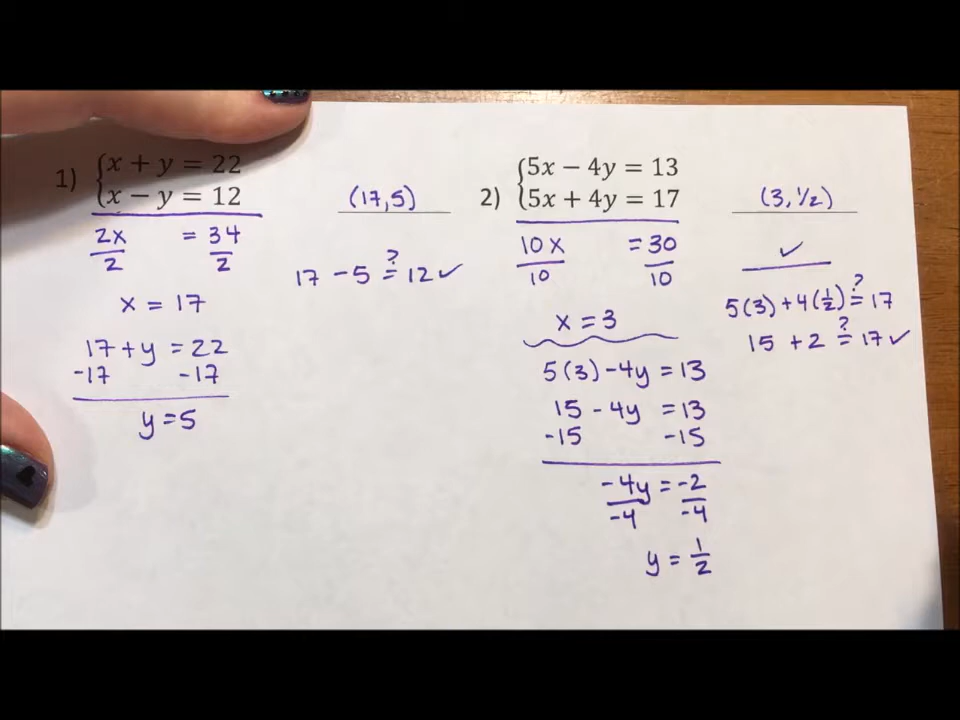 1) {x + y = 22
{x − y = 12
(17,5)
2x = 34
2 2
x = 17
17 + y = 22
-17 -17
y = 5
17 - 5 ≟ 12 ✓
2) {5x − 4y = 13
{5x + 4y = 17
(3, 1/2)
10x = 30
10 10
x = 3
5(3) - 4y = 13
15 - 4y = 13
-15 -15
-4y = -2
-4 -4
y = 1/2
✓
5(3) + 4(1/2) ≟ 17
15 + 2 ≟ 17 ✓